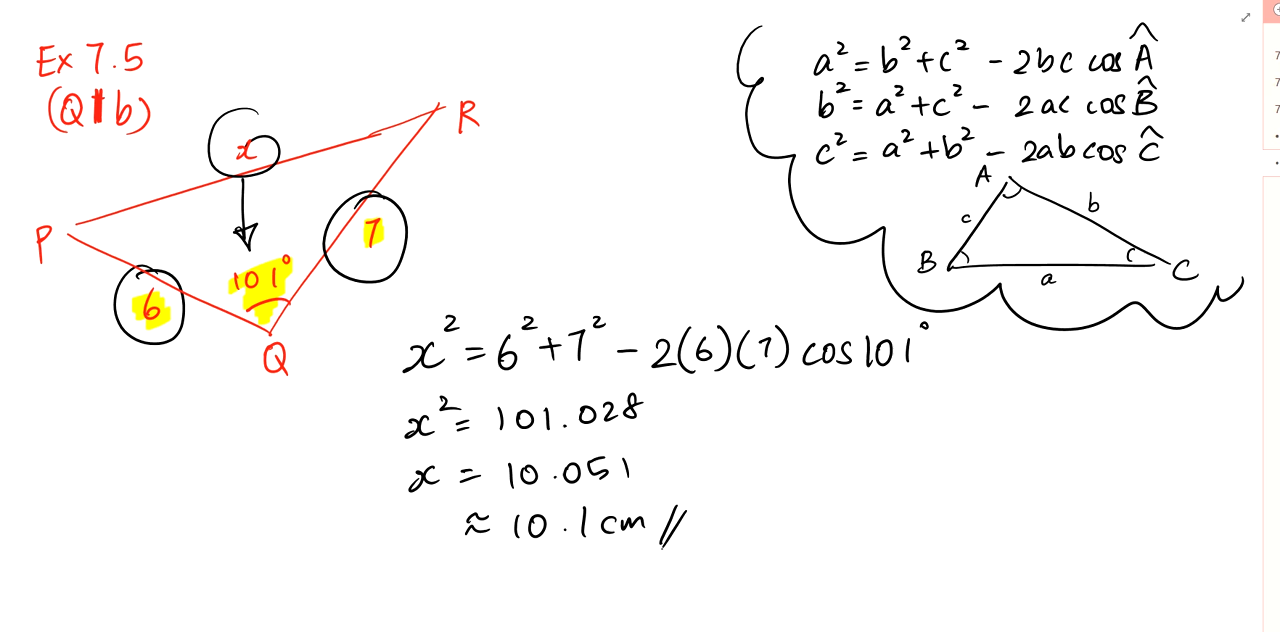 Ex 7.5
(Q1b)
a² = b² + c² - 2bc cos Â
b² = a² + c² - 2ac cos B̂
c² = a² + b² - 2ab cos Ĉ
R
x
P
7
101°
6
Q
A
b
c
B
C
a
x² = 6² + 7² - 2(6)(7) cos 101°
x² = 101.028
x = 10.051
≈ 10.1 cm //